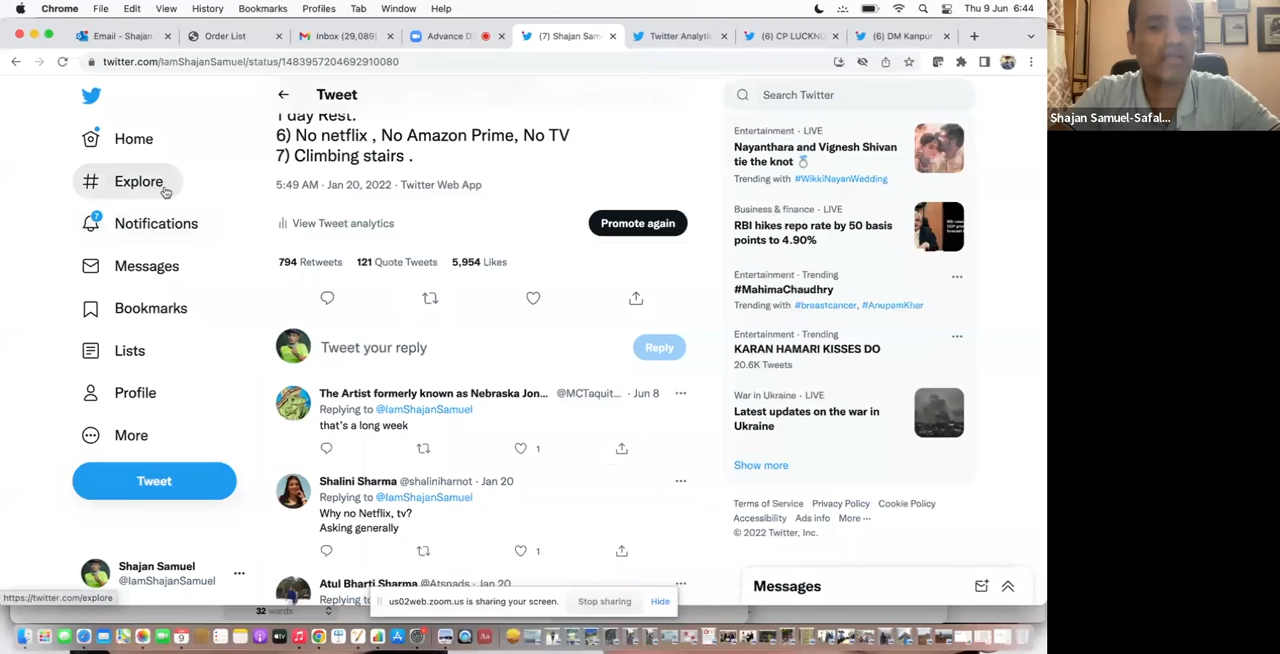 Chrome File Edit View History Bookmarks Profiles Tab Window Help Thu 9 Jun 6:44
Email - Shajan Order List Inbox (29,089) Advance D (7) Shajan Sam Twitter Analyti (6) CP LUCKN (6) DM Kanpur
twitter.com/IamShajanSamuel/status/1483957204692910080
Home
Explore
Notifications
7
Messages
Bookmarks
Lists
Profile
More
Tweet
Shajan Samuel
@IamShajanSamuel
https://twitter.com/explore
Tweet
1 day Rest.
6) No netflix , No Amazon Prime, No TV
7) Climbing stairs .
5:49 AM · Jan 20, 2022 · Twitter Web App
View Tweet analytics
Promote again
794 Retweets 121 Quote Tweets 5,954 Likes
Tweet your reply
Reply
The Artist formerly known as Nebraska Jon... @MCTaquit... · Jun 8
Replying to @IamShajanSamuel
that's a long week
1
Shalini Sharma @shaliniharnot · Jan 20
Replying to @IamShajanSamuel
Why no Netflix, tv?
Asking generally
1
Atul Bharti Sharma @Atspads · Jan 20
Replying
us02web.zoom.us is sharing your screen. Stop sharing Hide
32 words
Search Twitter
Entertainment · LIVE
Nayanthara and Vignesh Shivan
tie the knot 💍
Trending with #WikkiNayanWedding
Business & finance · LIVE
RBI hikes repo rate by 50 basis
points to 4.90%
Entertainment · Trending
#MahimaChaudhry
Trending with #breastcancer, #AnupamKher
Entertainment · Trending
KARAN HAMARI KISSES DO
20.6K Tweets
War in Ukraine · LIVE
Latest updates on the war in
Ukraine
Show more
Terms of Service Privacy Policy Cookie Policy
Accessibility Ads info More ···
© 2022 Twitter, Inc.
Messages
Shajan Samuel-Safal...